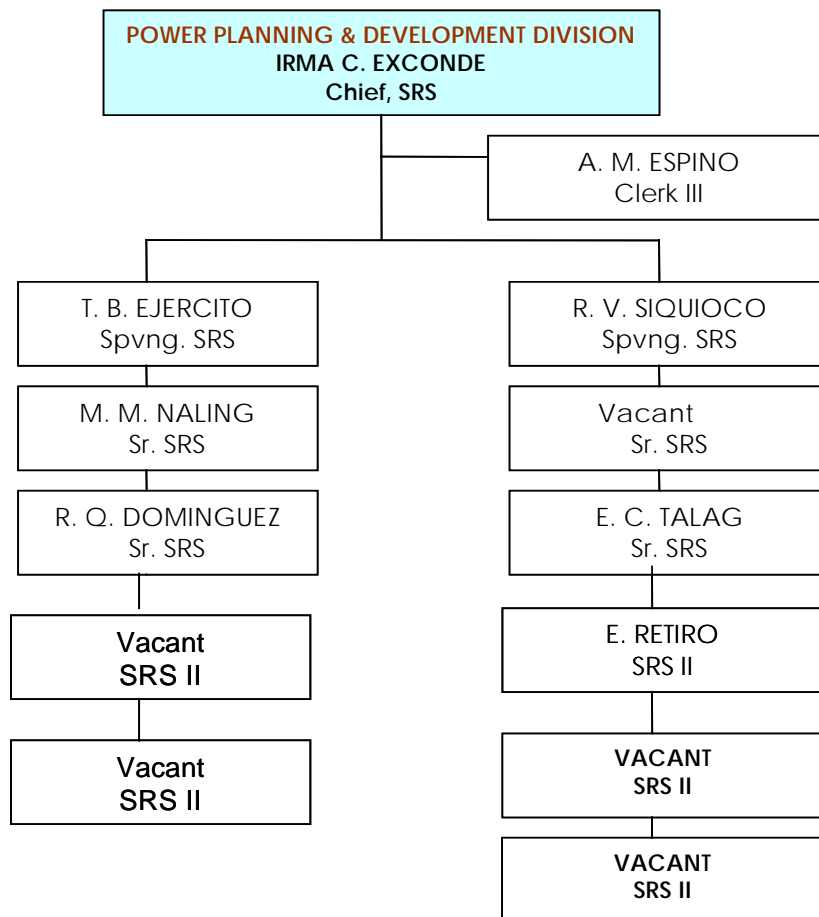 POWER PLANNING & DEVELOPMENT DIVISION
IRMA C. EXCONDE
Chief, SRS
A. M. ESPINO
Clerk III
T. B. EJERCITO
Spvng. SRS
M. M. NALING
Sr. SRS
R. Q. DOMINGUEZ
Sr. SRS
Vacant
SRS II
Vacant
SRS II
R. V. SIQUIOCO
Spvng. SRS
Vacant
Sr. SRS
E. C. TALAG
Sr. SRS
E. RETIRO
SRS II
VACANT
SRS II
VACANT
SRS II